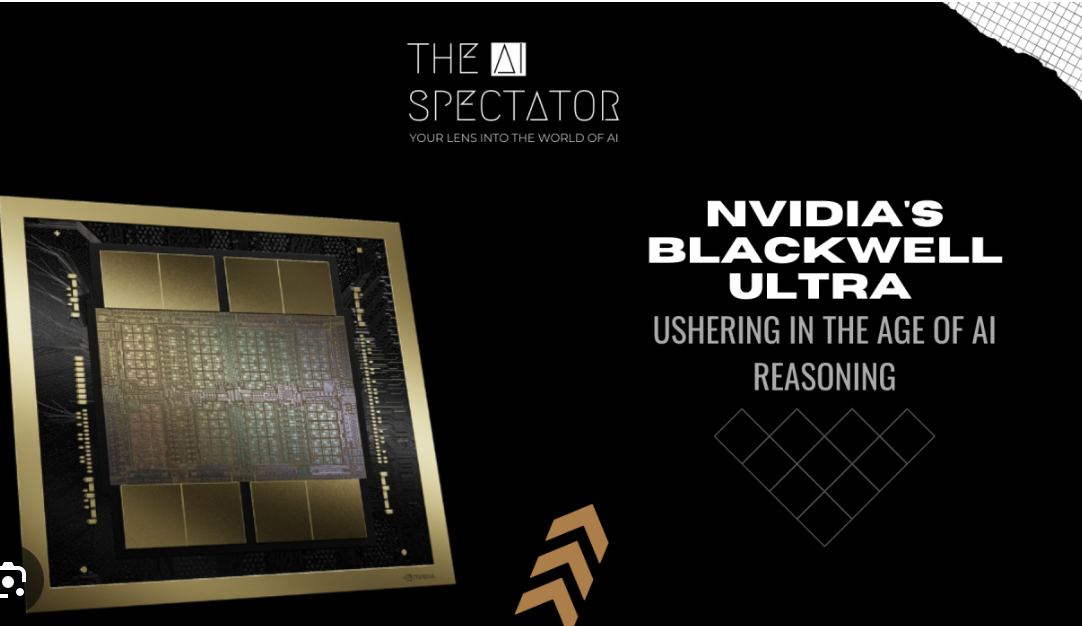 THE AI
SPECTATOR
YOUR LENS INTO THE WORLD OF AI
NVIDIA'S
BLACKWELL
ULTRA
USHERING IN THE AGE OF AI
REASONING
NVIDIA